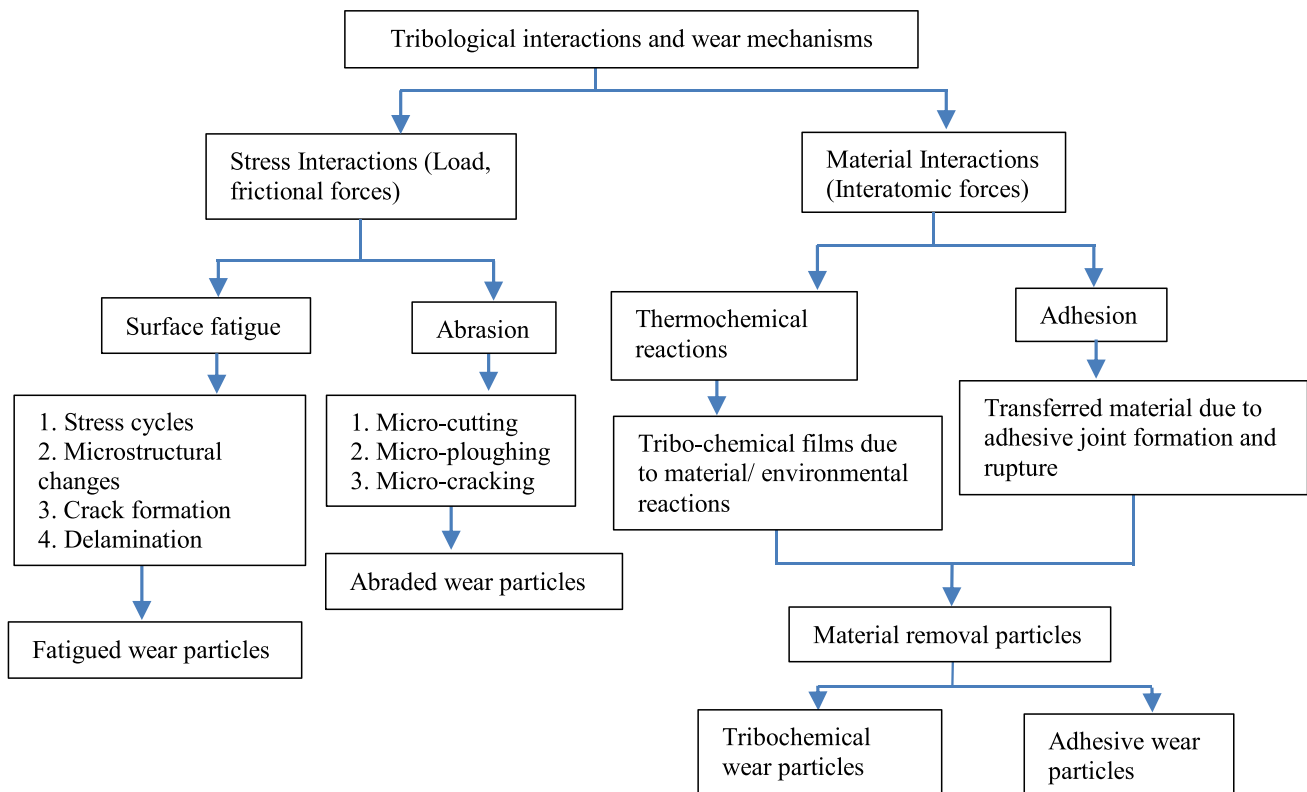 Tribological interactions and wear mechanisms
Stress Interactions (Load,
frictional forces)
Material Interactions
(Interatomic forces)
Surface fatigue
Abrasion
Thermochemical
reactions
Adhesion
1. Stress cycles
2. Microstructural
changes
3. Crack formation
4. Delamination
1. Micro-cutting
2. Micro-ploughing
3. Micro-cracking
Tribo-chemical films due
to material/ environmental
reactions
Transferred material due to
adhesive joint formation and
rupture
Fatigued wear particles
Abraded wear particles
Material removal particles
Tribochemical
wear particles
Adhesive wear
particles